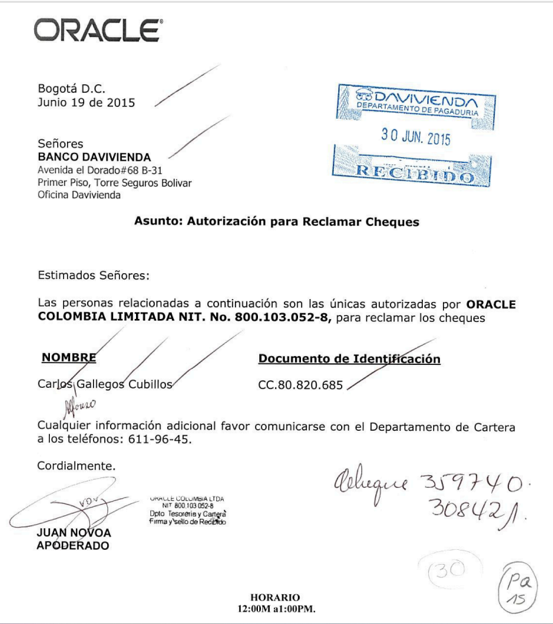 ORACLE
Bogotá D.C.
Junio 19 de 2015
DAVIVIENDA
DEPARTAMENTO DE PAGADURIA
30 JUN. 2015
RECIBIDO
Señores
BANCO DAVIVIENDA
Avenida el Dorado#68 B-31
Primer Piso, Torre Seguros Bolivar
Oficina Davivienda
Asunto: Autorización para Reclamar Cheques
Estimados Señores:
Las personas relacionadas a continuación son las únicas autorizadas por ORACLE
COLOMBIA LIMITADA NIT. No. 800.103.052-8, para reclamar los cheques
NOMBRE Documento de Identificación
Carlos Gallegos Cubillos CC.80.820.685
Alfonso
Cualquier información adicional favor comunicarse con el Departamento de Cartera
a los teléfonos: 611-96-45.
Cordialmente.
ORACLE COLOMBIA LTDA
NIT 800.103.052-8
Dpto Tesoreria y Cartera
Firma y sello de Recibido
JUAN NOVOA
APODERADO
cheque 359740.
308421.
30
Pa
15
HORARIO
12:00M a1:00PM.